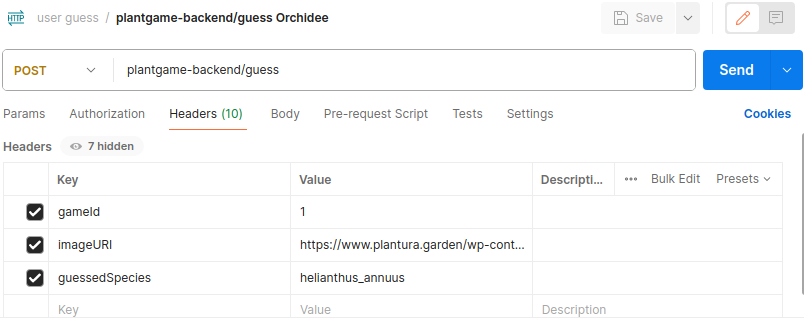 HTTP user guess / plantgame-backend/guess Orchidee Save
POST plantgame-backend/guess Send
Params Authorization Headers (10) Body Pre-request Script Tests Settings Cookies
Headers 7 hidden
Key Value Descripti... ••• Bulk Edit Presets
gameId 1
imageURI https://www.plantura.garden/wp-cont...
guessedSpecies helianthus_annuus
Key Value Description